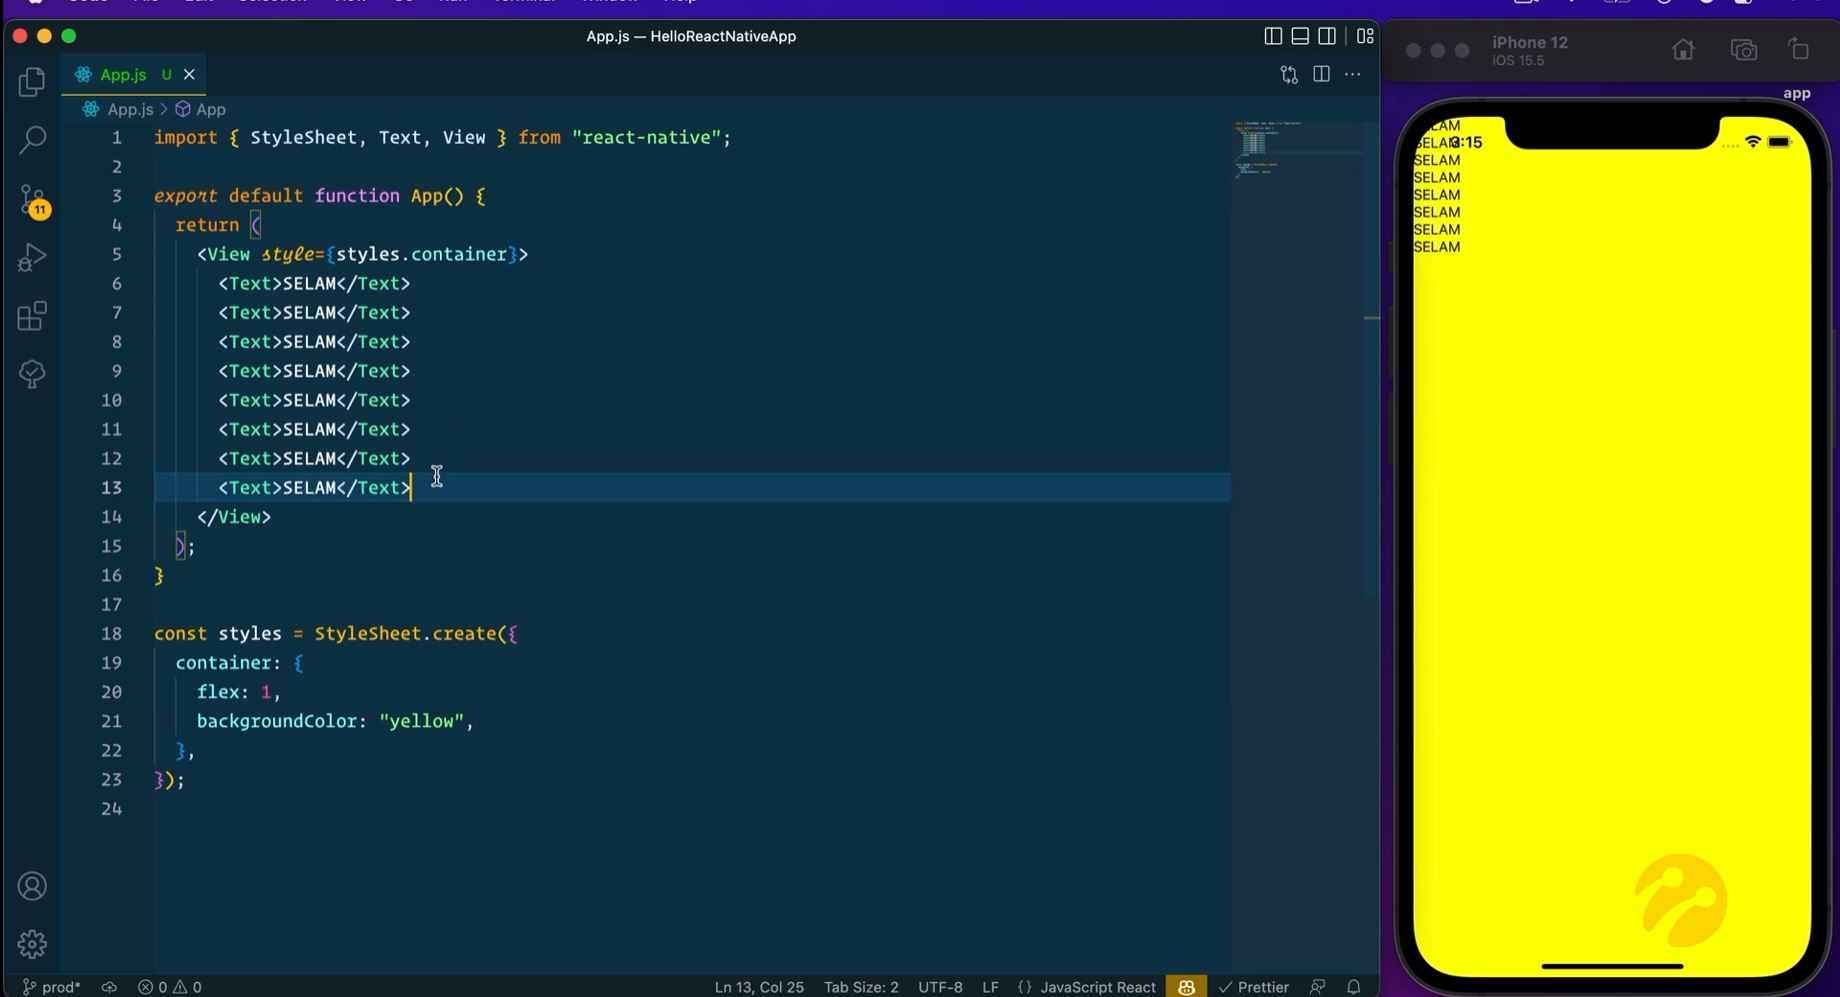 App.js — HelloReactNativeApp
App.js U
App.js > App
1 import { StyleSheet, Text, View } from "react-native";
2
3 export default function App() {
4 return (
5 <View style={styles.container}>
6 <Text>SELAM</Text>
7 <Text>SELAM</Text>
8 <Text>SELAM</Text>
9 <Text>SELAM</Text>
10 <Text>SELAM</Text>
11 <Text>SELAM</Text>
12 <Text>SELAM</Text>
13 <Text>SELAM</Text>
14 </View>
15 );
16 }
17
18 const styles = StyleSheet.create({
19 container: {
20 flex: 1,
21 backgroundColor: "yellow",
22 },
23 });
24
11
prod* 0 0 Ln 13, Col 25 Tab Size: 2 UTF-8 LF {} JavaScript React Prettier
iPhone 12
iOS 15.5
app
SELAM
SELAM
SELAM
SELAM
SELAM
SELAM